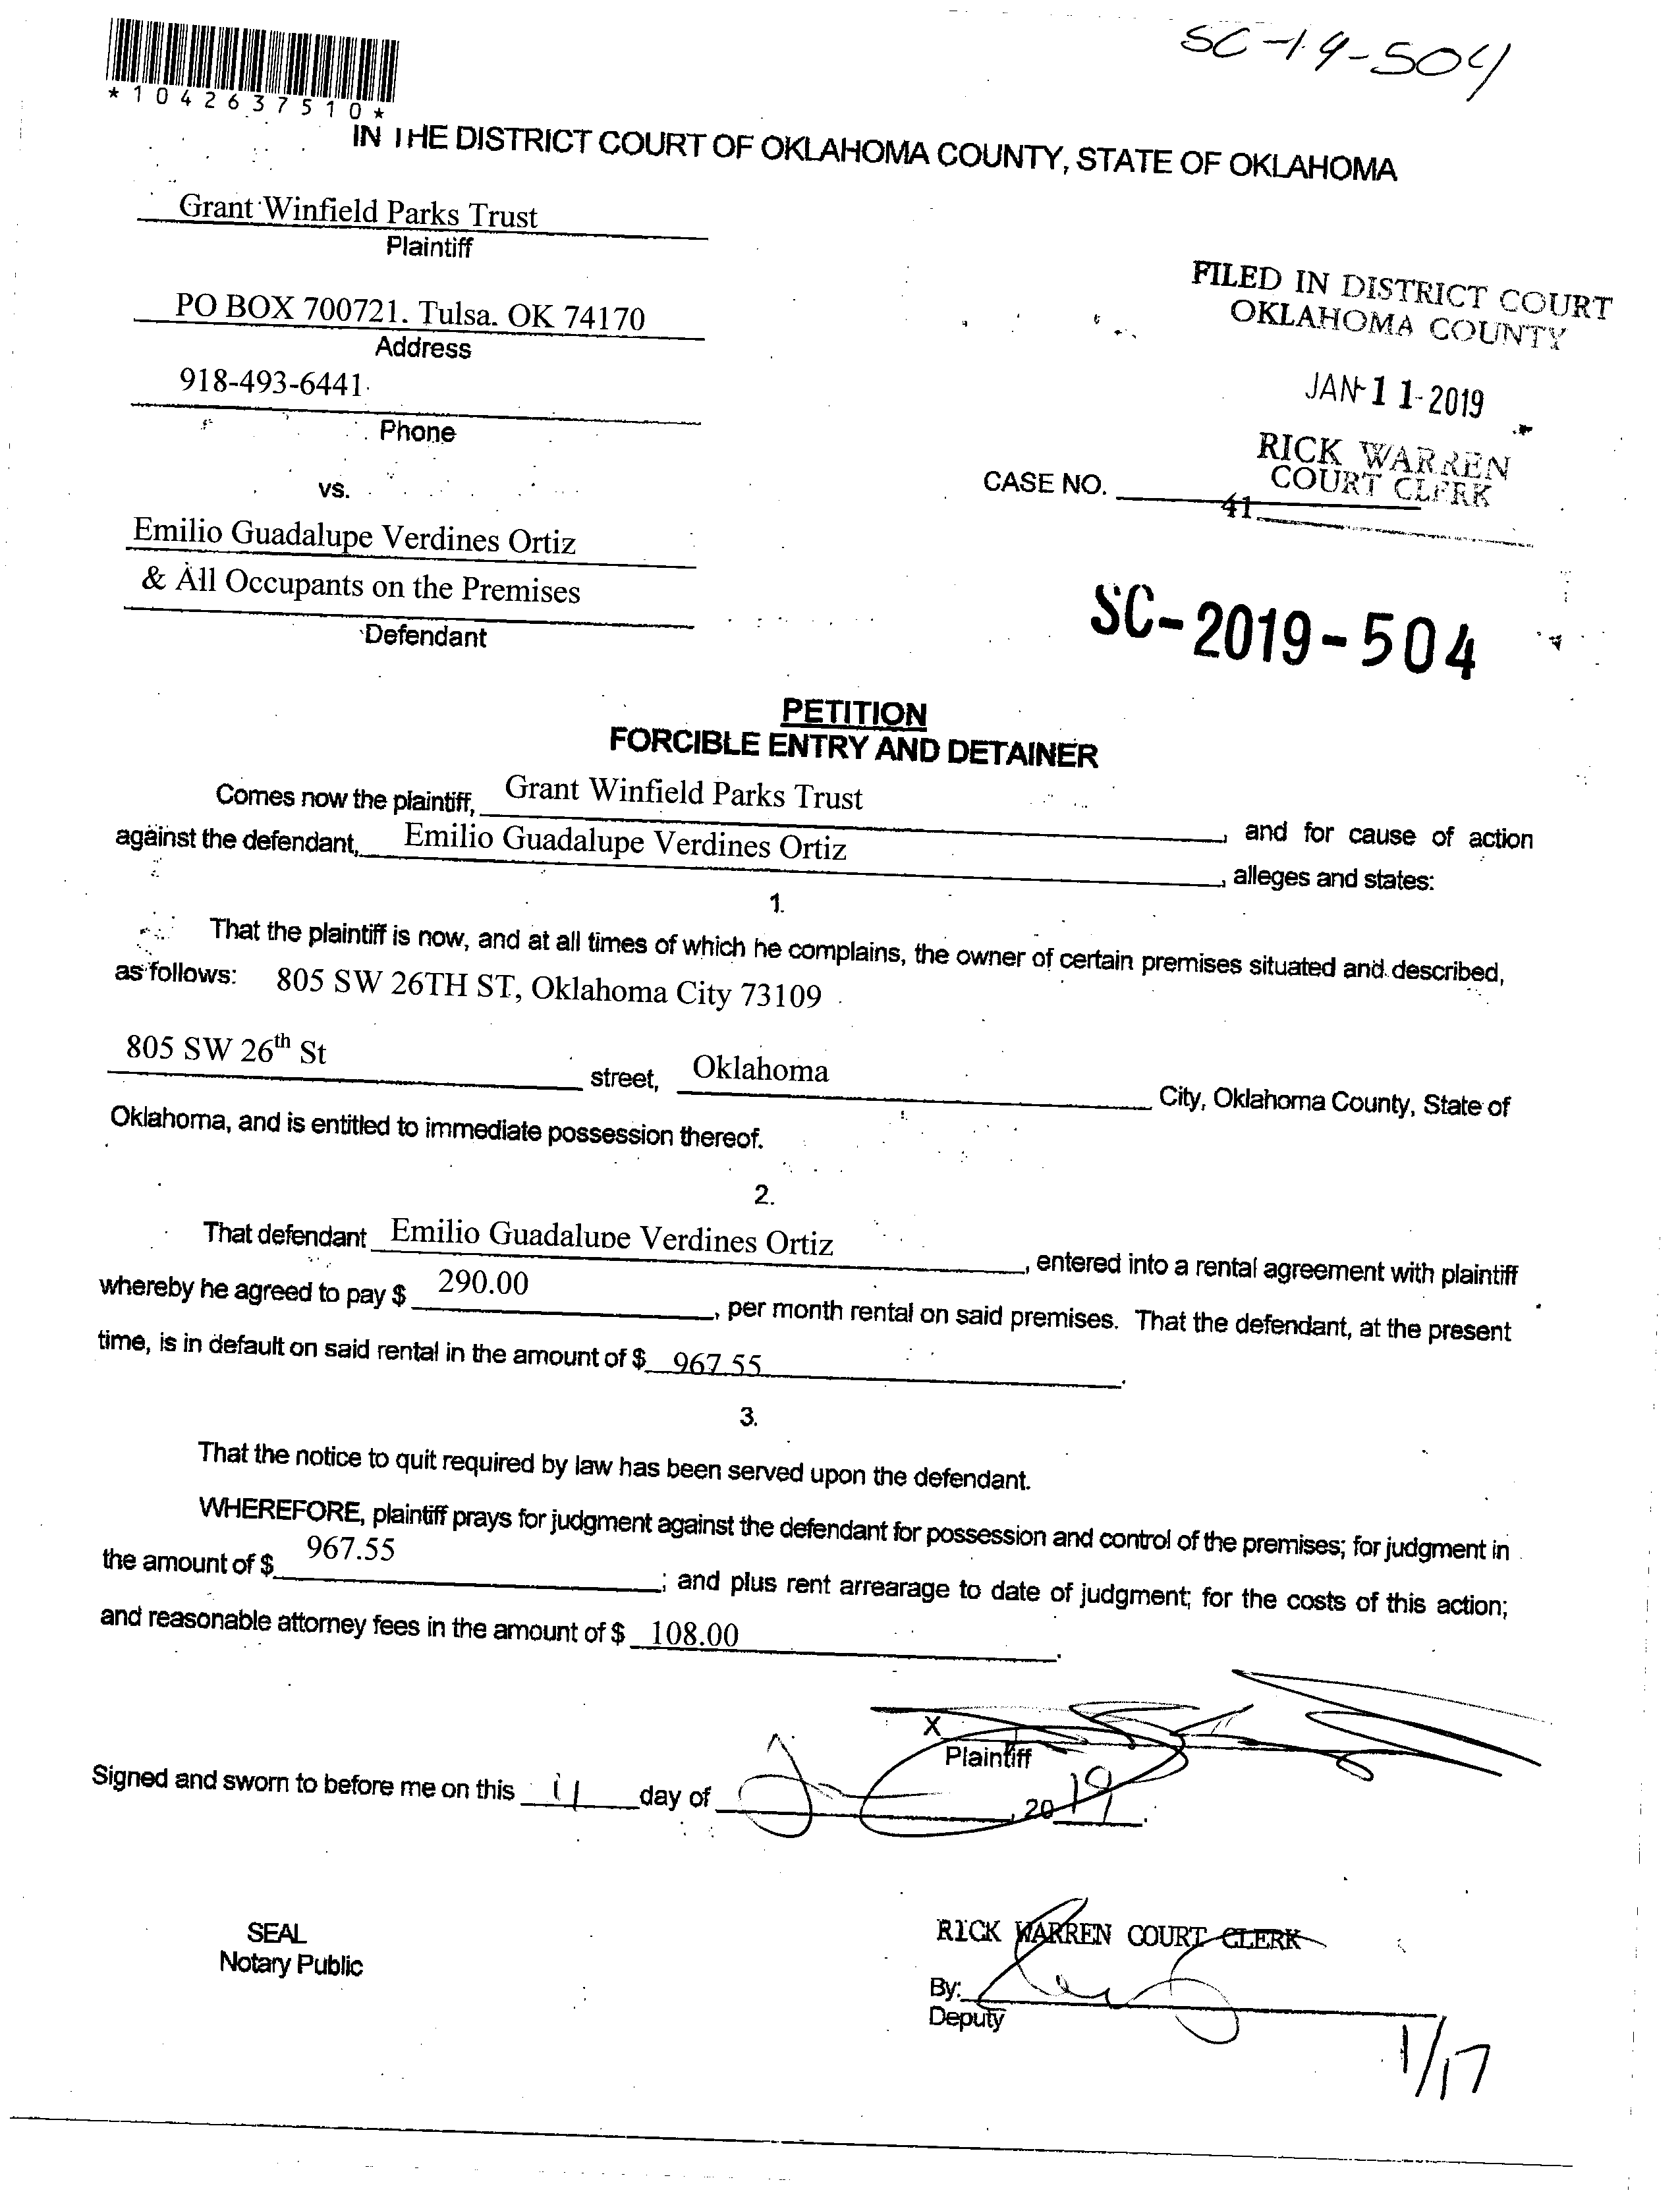 SC-19-504
*1042637510*
IN THE DISTRICT COURT OF OKLAHOMA COUNTY, STATE OF OKLAHOMA
Grant Winfield Parks Trust
Plaintiff
PO BOX 700721. Tulsa. OK 74170
Address
918-493-6441
Phone
vs.
Emilio Guadalupe Verdines Ortiz
& All Occupants on the Premises
Defendant
FILED IN DISTRICT COURT
OKLAHOMA COUNTY
JAN 11 2019
RICK WARREN
COURT CLERK
CASE NO.
41
SC-2019-504
PETITION
FORCIBLE ENTRY AND DETAINER
Comes now the plaintiff, Grant Winfield Parks Trust, and for cause of action
against the defendant, Emilio Guadalupe Verdines Ortiz, alleges and states:
1.
That the plaintiff is now, and at all times of which he complains, the owner of certain premises situated and described,
as follows: 805 SW 26TH ST, Oklahoma City 73109
805 SW 26th St street, Oklahoma City, Oklahoma County, State of
Oklahoma, and is entitled to immediate possession thereof.
2.
That defendant Emilio Guadalupe Verdines Ortiz, entered into a rental agreement with plaintiff
whereby he agreed to pay $ 290.00, per month rental on said premises. That the defendant, at the present
time, is in default on said rental in the amount of $ 967.55.
3.
That the notice to quit required by law has been served upon the defendant.
WHEREFORE, plaintiff prays for judgment against the defendant for possession and control of the premises; for judgment in
the amount of $ 967.55; and plus rent arrearage to date of judgment; for the costs of this action;
and reasonable attorney fees in the amount of $ 108.00.
X
Plaintiff
Signed and sworn to before me on this 11 day of , 2019.
SEAL
Notary Public
RICK WARREN COURT CLERK
By:
Deputy
1/17